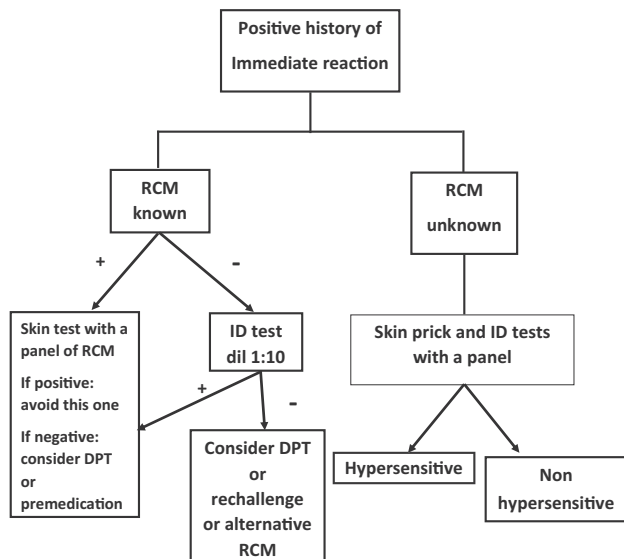 Positive history of
Immediate reaction
RCM
known
RCM
unknown
+
-
Skin test with a
panel of RCM
If positive:
avoid this one
If negative:
consider DPT
or
premedication
ID test
dil 1:10
Skin prick and ID tests
with a panel
+
-
Consider DPT
or
rechallenge
or alternative
RCM
Hypersensitive
Non
hypersensitive